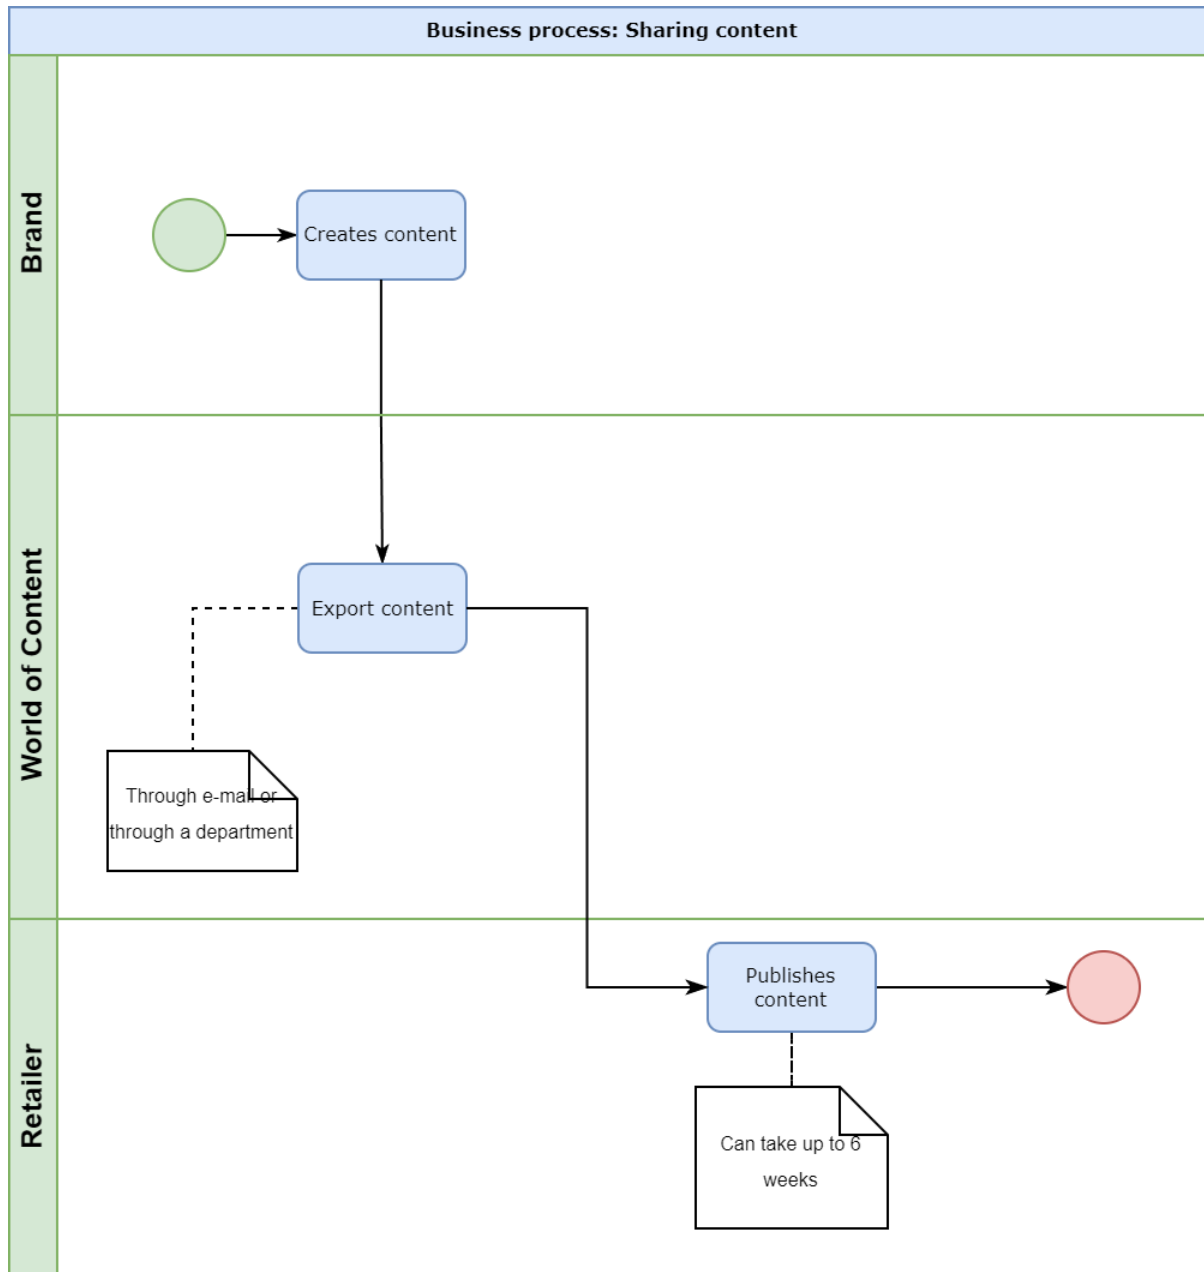 Business process: Sharing content
Brand
Creates content
World of Content
Export content
Through e-mail or
through a department
Retailer
Publishes
content
Can take up to 6
weeks